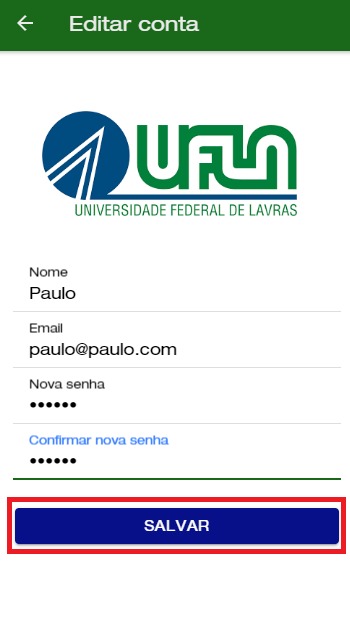 Editar conta
UFLA
UNIVERSIDADE FEDERAL DE LAVRAS
Nome
Paulo
Email
paulo@paulo.com
Nova senha
••••••
Confirmar nova senha
••••••
SALVAR